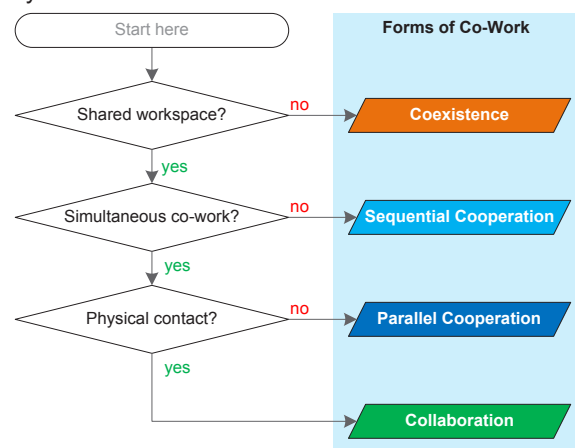 Start here
Forms of Co-Work
Shared workspace?
no
Coexistence
yes
Simultaneous co-work?
no
Sequential Cooperation
yes
Physical contact?
no
Parallel Cooperation
yes
Collaboration